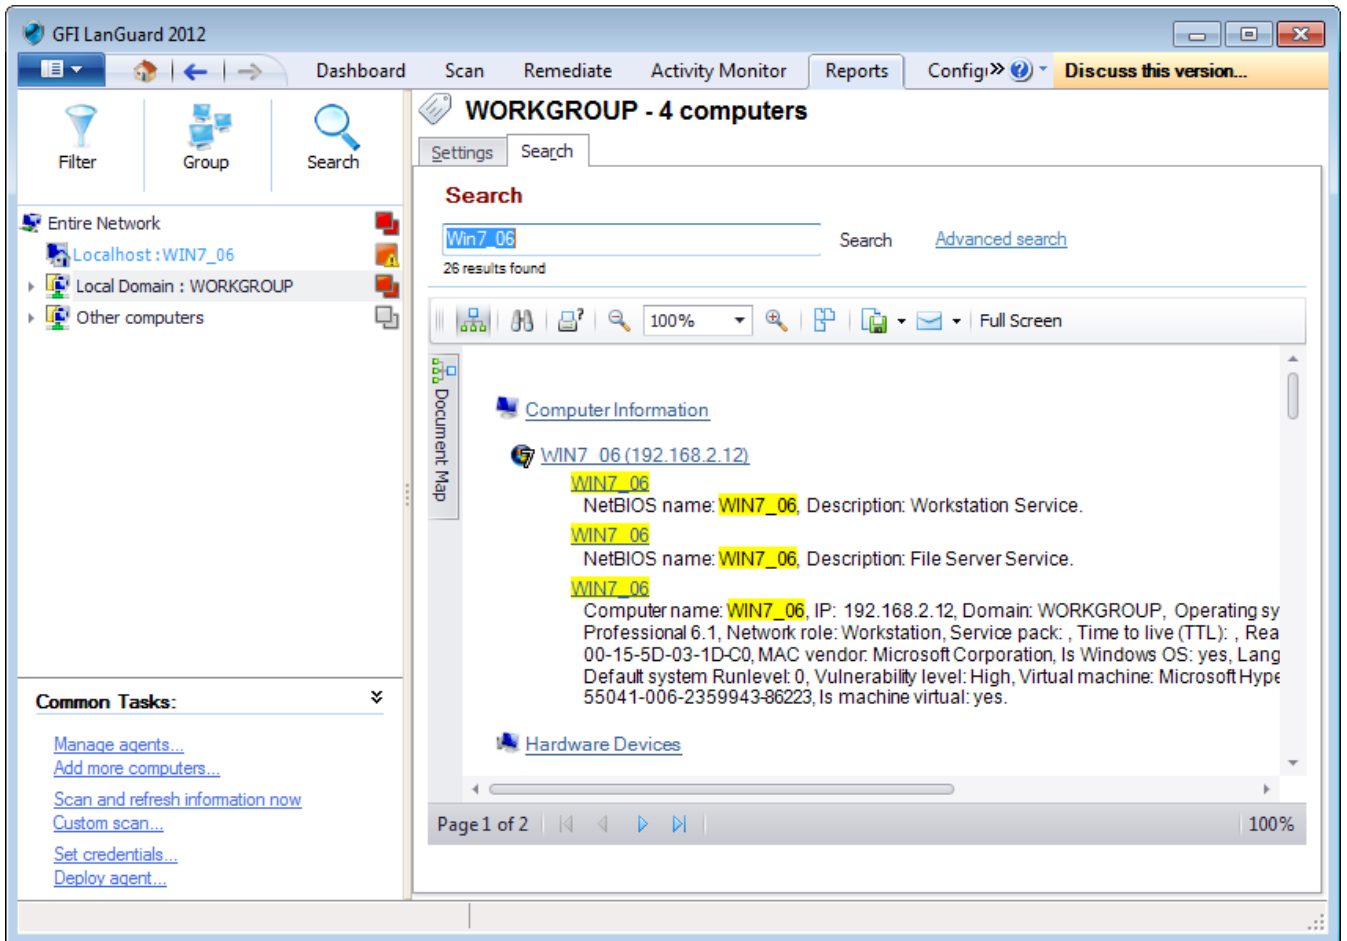 GFI LanGuard 2012
Dashboard Scan Remediate Activity Monitor Reports Config Discuss this version...
Filter Group Search
Entire Network
Localhost : WIN7_06
Local Domain : WORKGROUP
Other computers
Common Tasks:
Manage agents...
Add more computers...
Scan and refresh information now
Custom scan...
Set credentials...
Deploy agent...
WORKGROUP - 4 computers
Settings Search
Search
Win7_06 Search Advanced search
26 results found
100% Full Screen
Document Map
Computer Information
WIN7_06 (192.168.2.12)
WIN7_06
NetBIOS name: WIN7_06, Description: Workstation Service.
WIN7_06
NetBIOS name: WIN7_06, Description: File Server Service.
WIN7_06
Computer name: WIN7_06, IP: 192.168.2.12, Domain: WORKGROUP, Operating sy
Professional 6.1, Network role: Workstation, Service pack: , Time to live (TTL): , Rea
00-15-5D-03-1D-C0, MAC vendor: Microsoft Corporation, Is Windows OS: yes, Lang
Default system Runlevel: 0, Vulnerability level: High, Virtual machine: Microsoft Hype
55041-006-2359943-86223, Is machine virtual: yes.
Hardware Devices
Page 1 of 2 100%